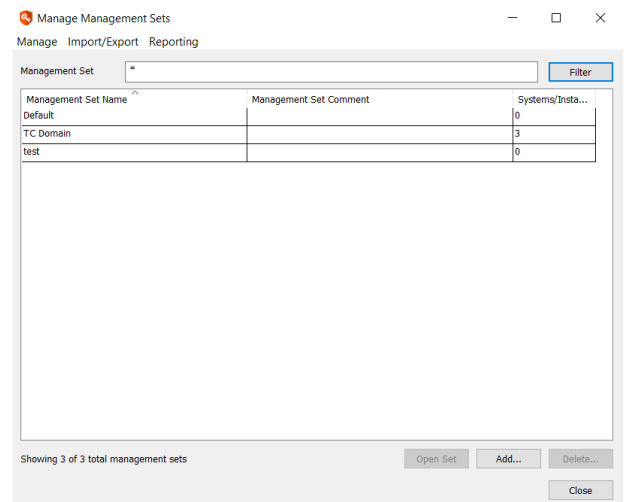 Manage Management Sets
Manage Import/Export Reporting
Management Set * Filter
Management Set Name Management Set Comment Systems/Insta...
Default 0
TC Domain 3
test 0
Showing 3 of 3 total management sets Open Set Add... Delete...
Close